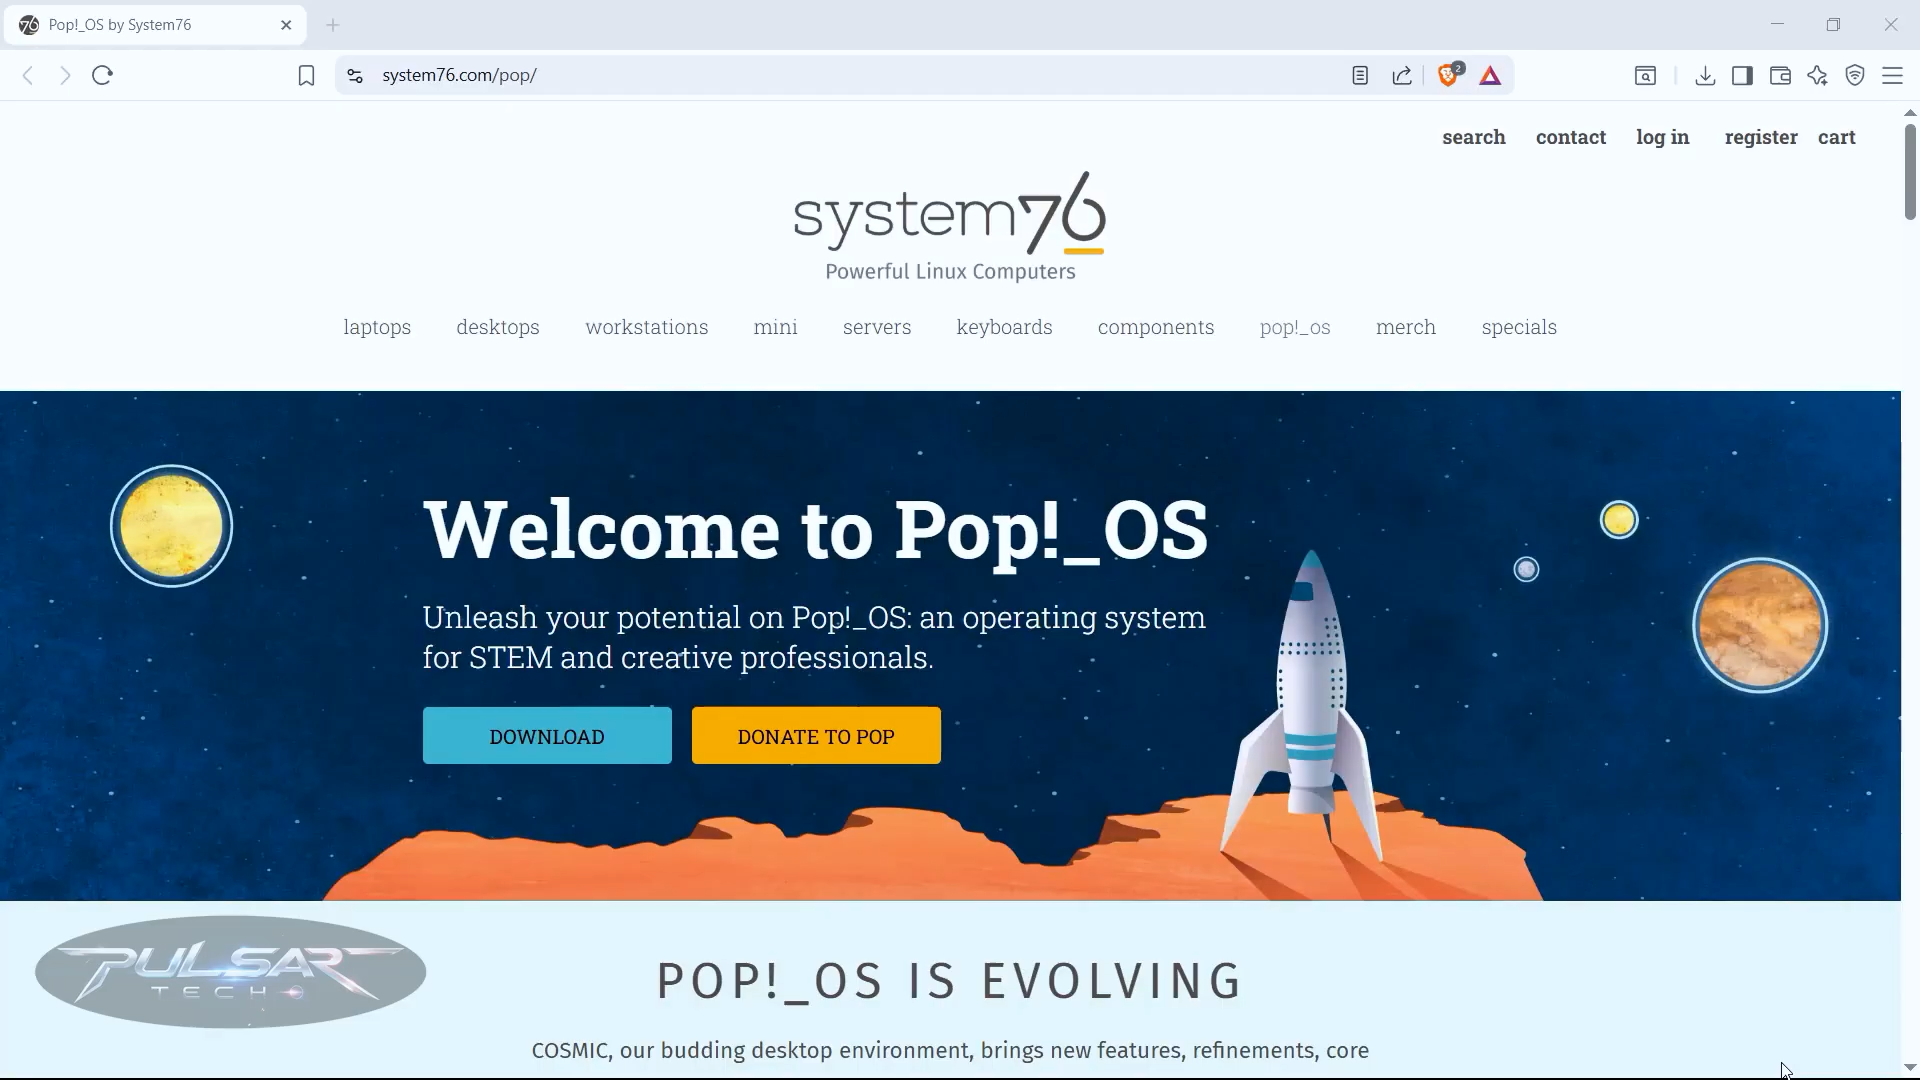 Pop!_OS by System76
system76.com/pop/
2
search contact log in register cart
system76
Powerful Linux Computers
laptops desktops workstations mini servers keyboards components pop!_os merch specials
Welcome to Pop!_OS
Unleash your potential on Pop!_OS: an operating system
for STEM and creative professionals.
DOWNLOAD DONATE TO POP
PULSAR
TECH
POP!_OS IS EVOLVING
COSMIC, our budding desktop environment, brings new features, refinements, core